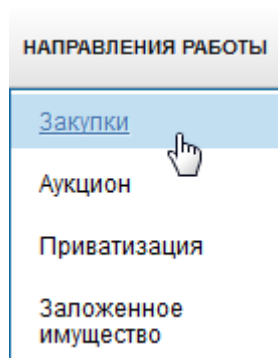 НАПРАВЛЕНИЯ РАБОТЫ
Закупки
Аукцион
Приватизация
Заложенное
имущество